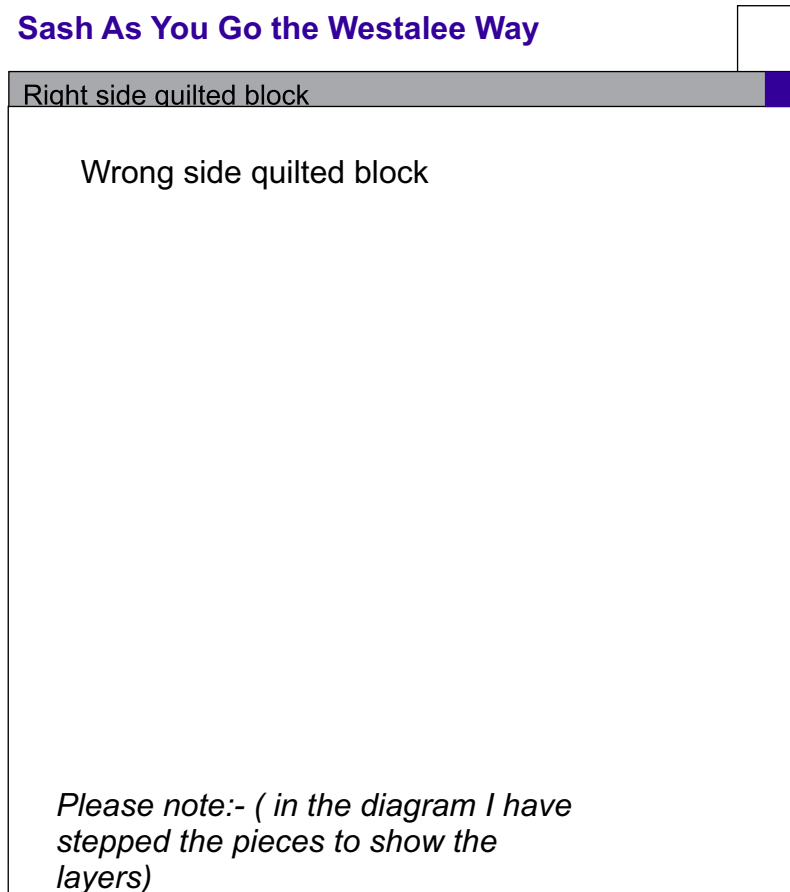 Sash As You Go the Westalee Way
Right side quilted block
Wrong side quilted block
Please note:- ( in the diagram I have
stepped the pieces to show the
layers)